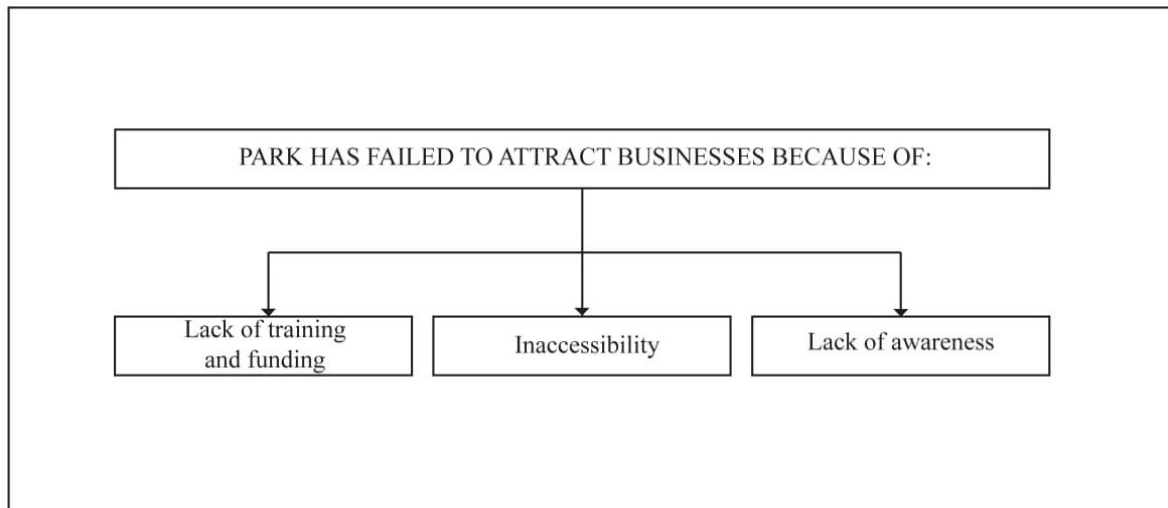 PARK HAS FAILED TO ATTRACT BUSINESSES BECAUSE OF:
Lack of training
and funding
Inaccessibility
Lack of awareness